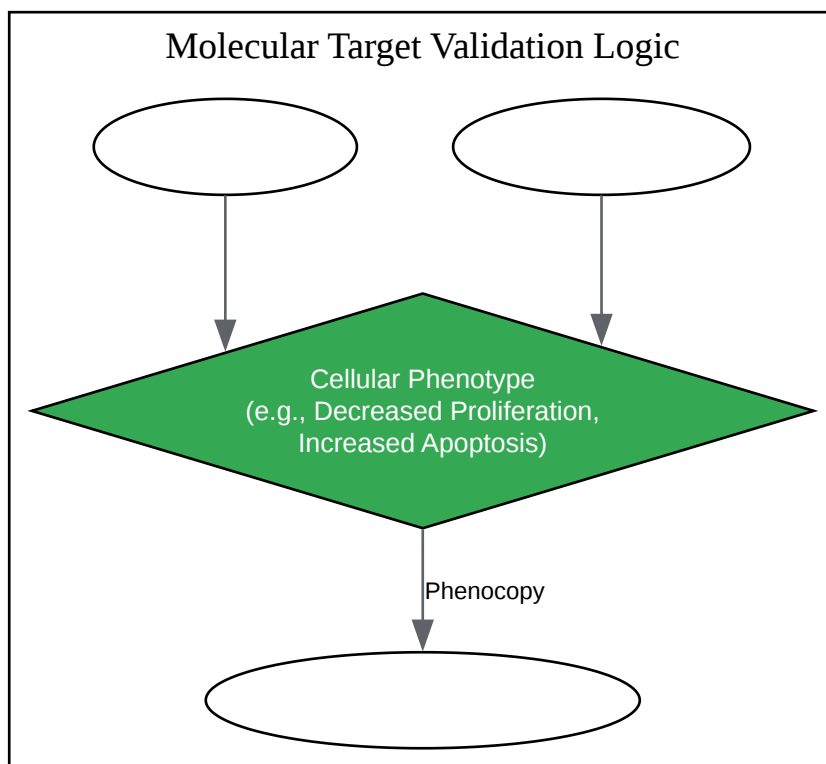 Molecular Target Validation Logic
Cellular Phenotype
(e.g., Decreased Proliferation,
Increased Apoptosis)
Phenocopy